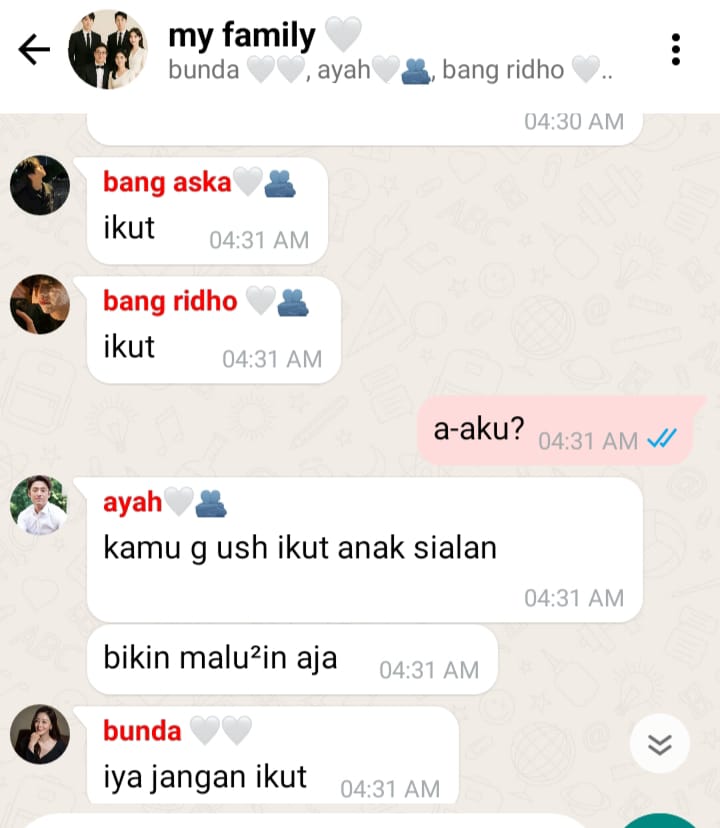 my family 🤍
bunda 🤍🤍, ayah🤍🫂, bang ridho 🤍..
04:30 AM
bang aska🤍🫂
ikut 04:31 AM
bang ridho 🤍🫂
ikut 04:31 AM
a-aku? 04:31 AM
ayah🤍🫂
kamu g ush ikut anak sialan
04:31 AM
bikin malu²in aja 04:31 AM
bunda 🤍🤍
iya jangan ikut 04:31 AM